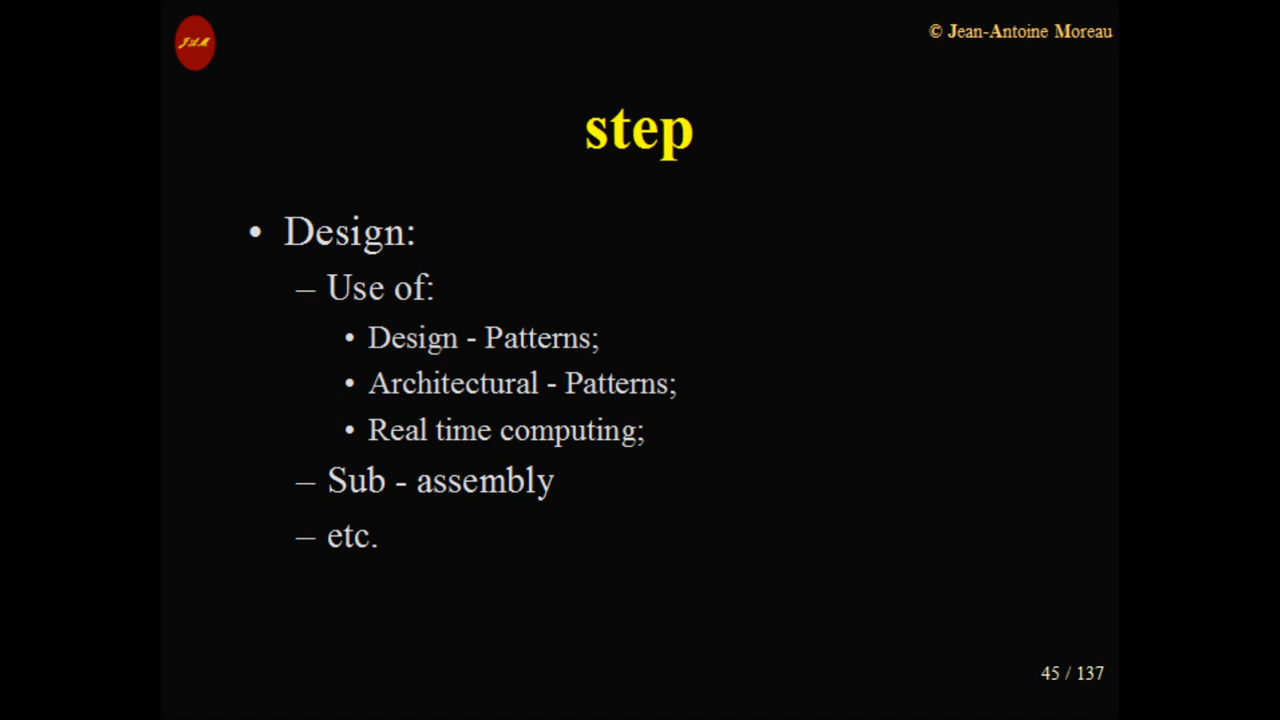 JAM
© Jean-Antoine Moreau
step
• Design:
– Use of:
• Design - Patterns;
• Architectural - Patterns;
• Real time computing;
– Sub - assembly
– etc.
45 / 137